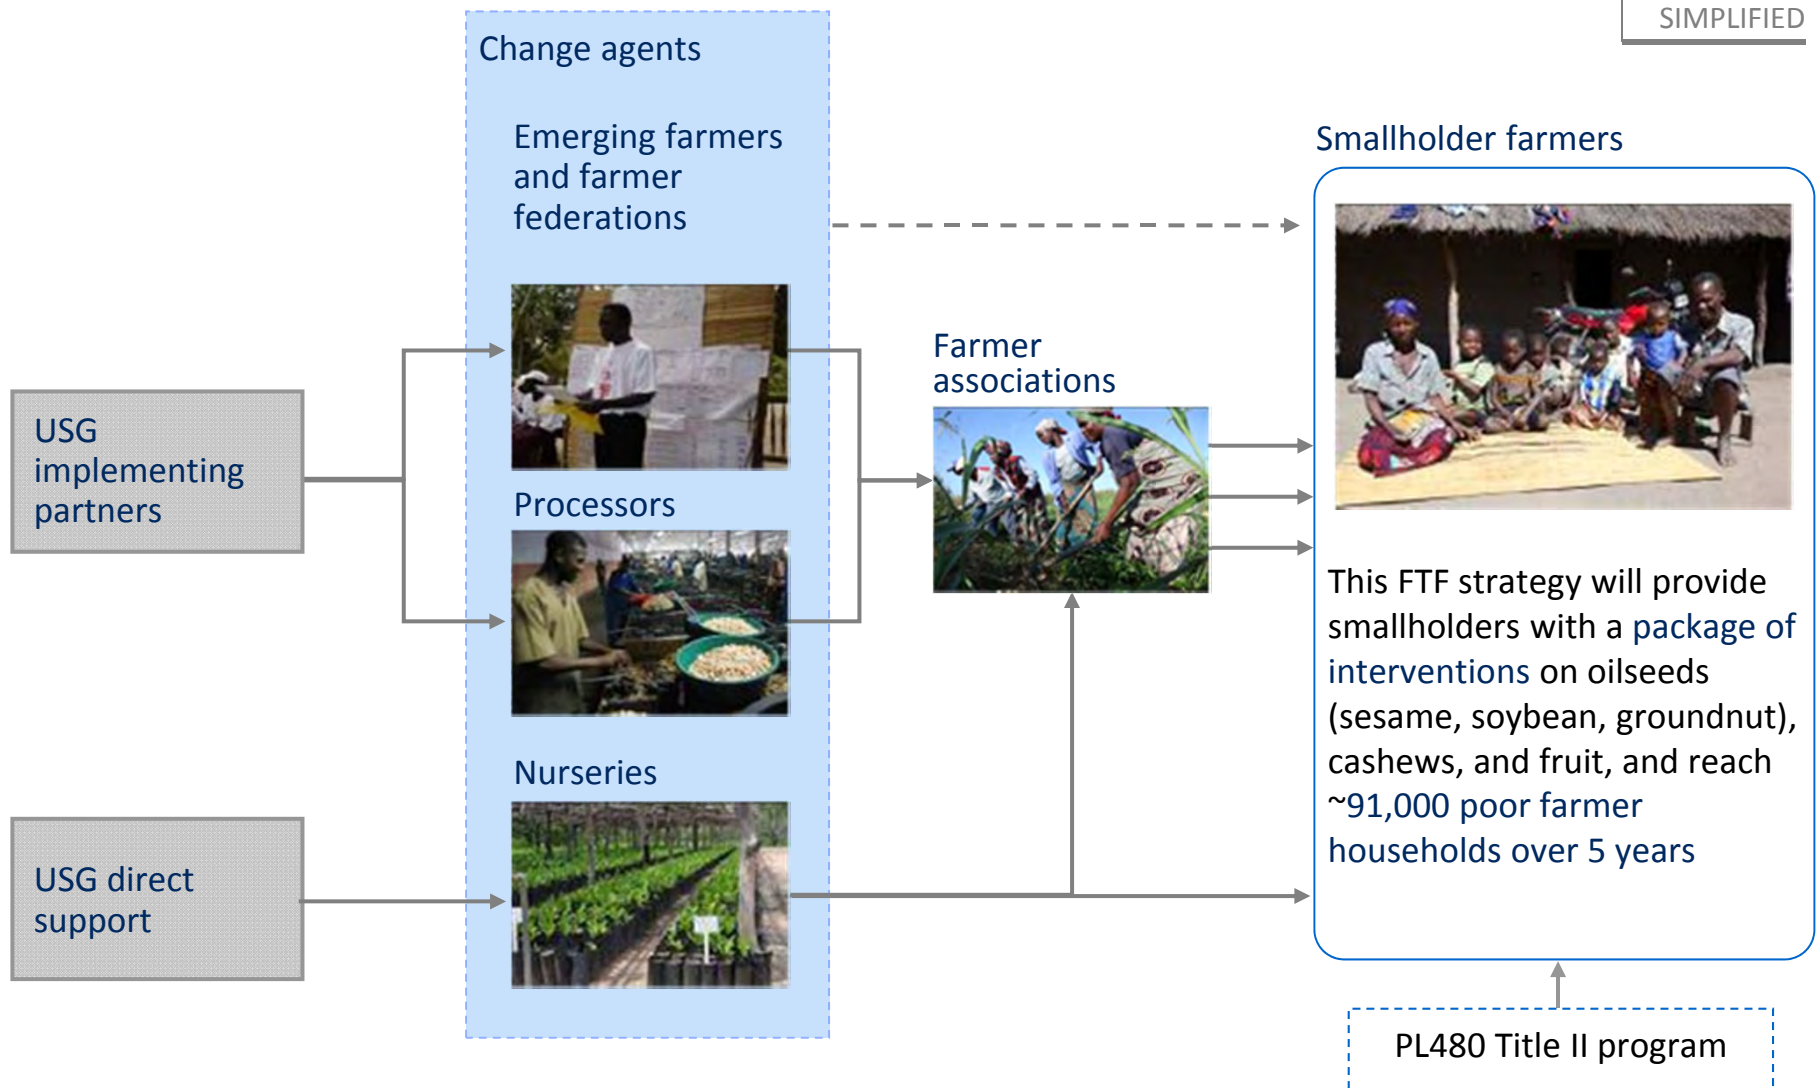 SIMPLIFIED
Change agents
Emerging farmers
and farmer
federations
Smallholder farmers
Farmer
associations
USG
implementing
partners
Processors
This FTF strategy will provide
smallholders with a package of
interventions on oilseeds
(sesame, soybean, groundnut),
cashews, and fruit, and reach
~91,000 poor farmer
households over 5 years
Nurseries
USG direct
support
PL480 Title II program